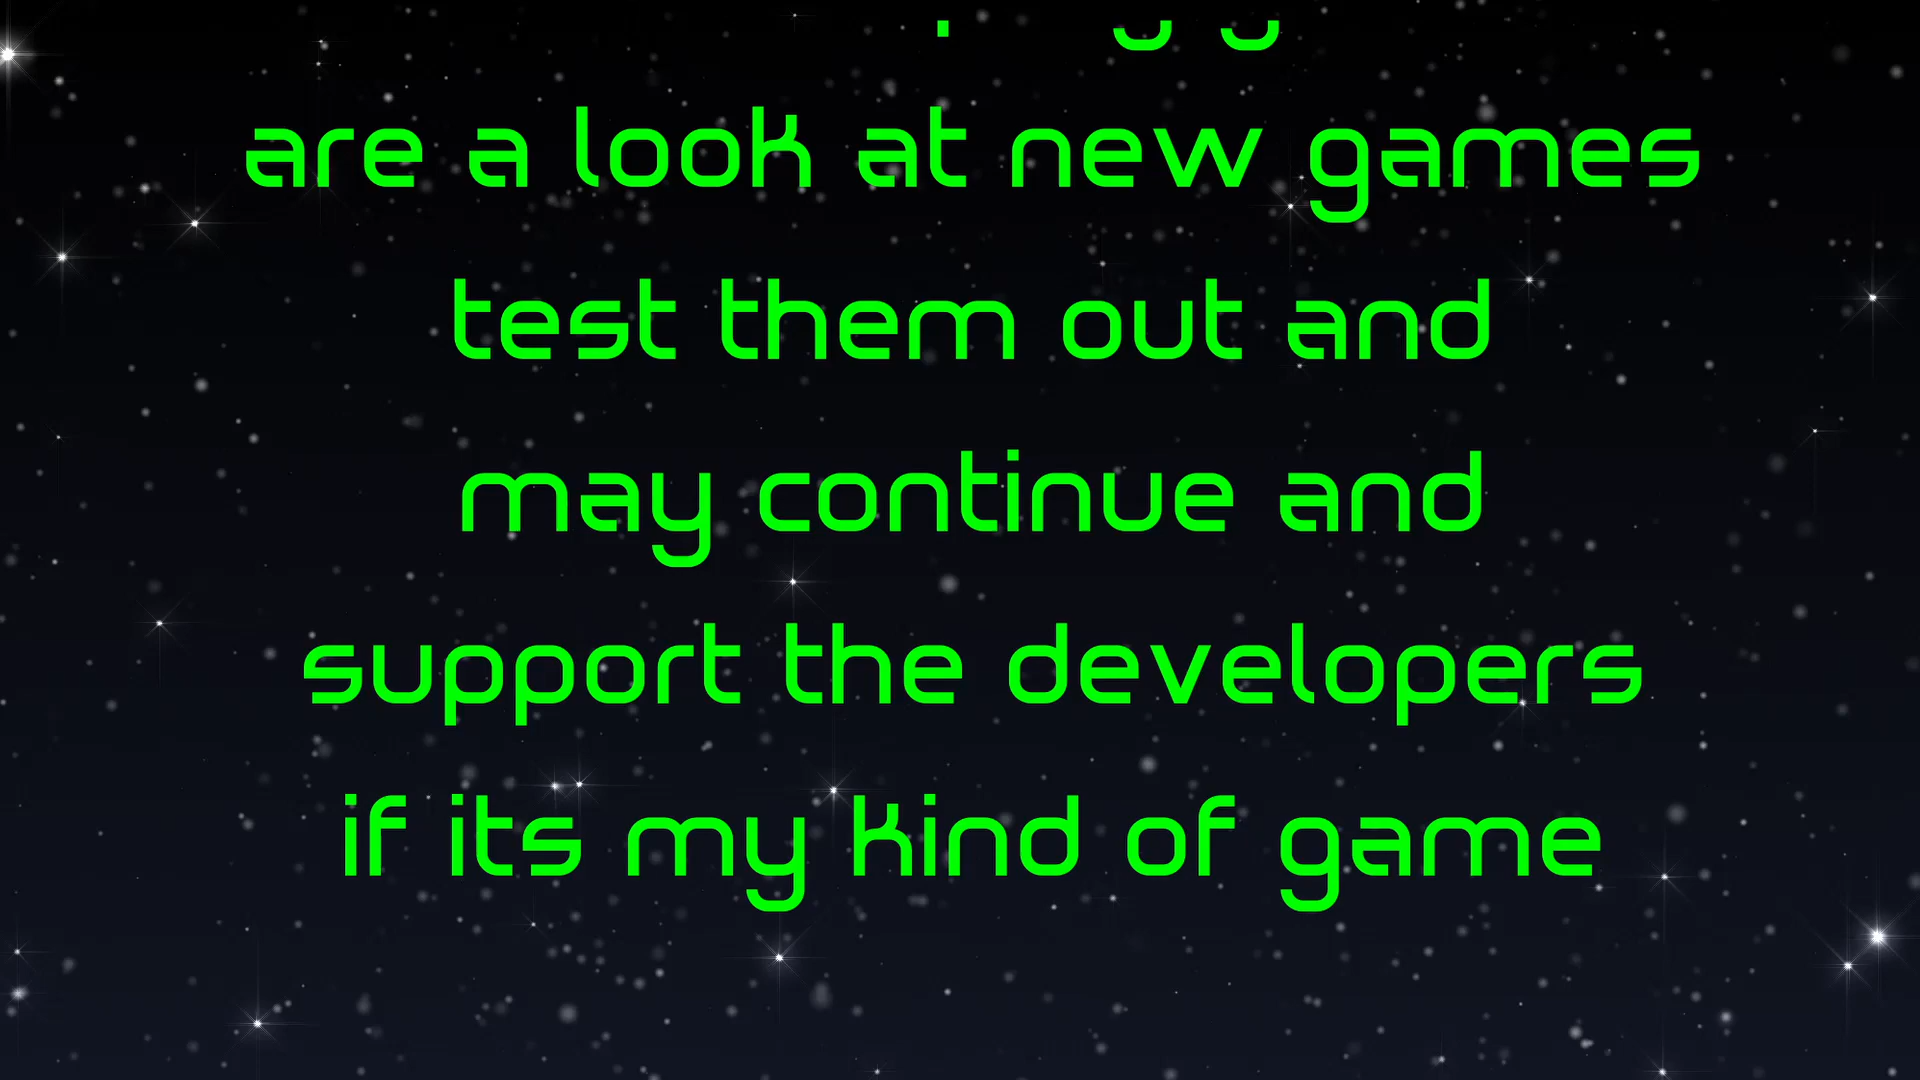 are a look at new games
test them out and
may continue and
support the developers
if its my kind of game